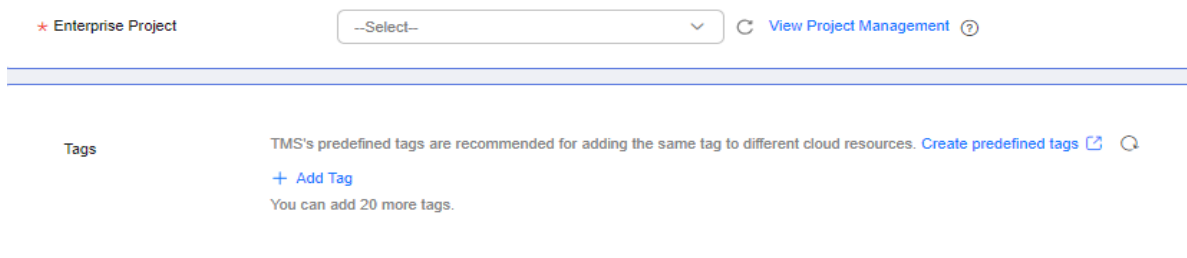 * Enterprise Project --Select-- View Project Management ?
Tags TMS's predefined tags are recommended for adding the same tag to different cloud resources. Create predefined tags
+ Add Tag
You can add 20 more tags.